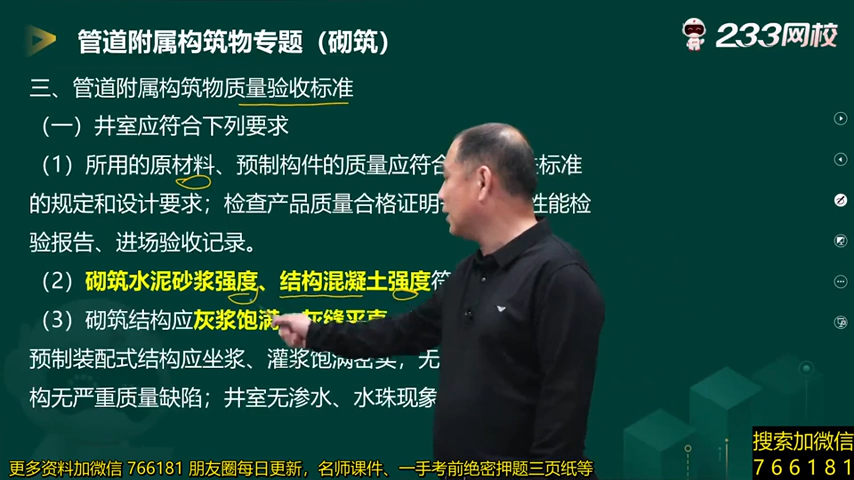 管道附属构筑物专题（砌筑）
233网校
三、管道附属构筑物质量验收标准
（一）井室应符合下列要求
（1）所用的原材料、预制构件的质量应符合 标准
的规定和设计要求；检查产品质量合格证明 性能检
验报告、进场验收记录。
（2）砌筑水泥砂浆强度、结构混凝土强度符
（3）砌筑结构应灰浆饱满、灰缝平直
预制装配式结构应坐浆、灌浆饱满密实，无
构无严重质量缺陷；井室无渗水、水珠现象
搜索加微信
766181
更多资料加微信 766181 朋友圈每日更新，名师课件、一手考前绝密押题三页纸等